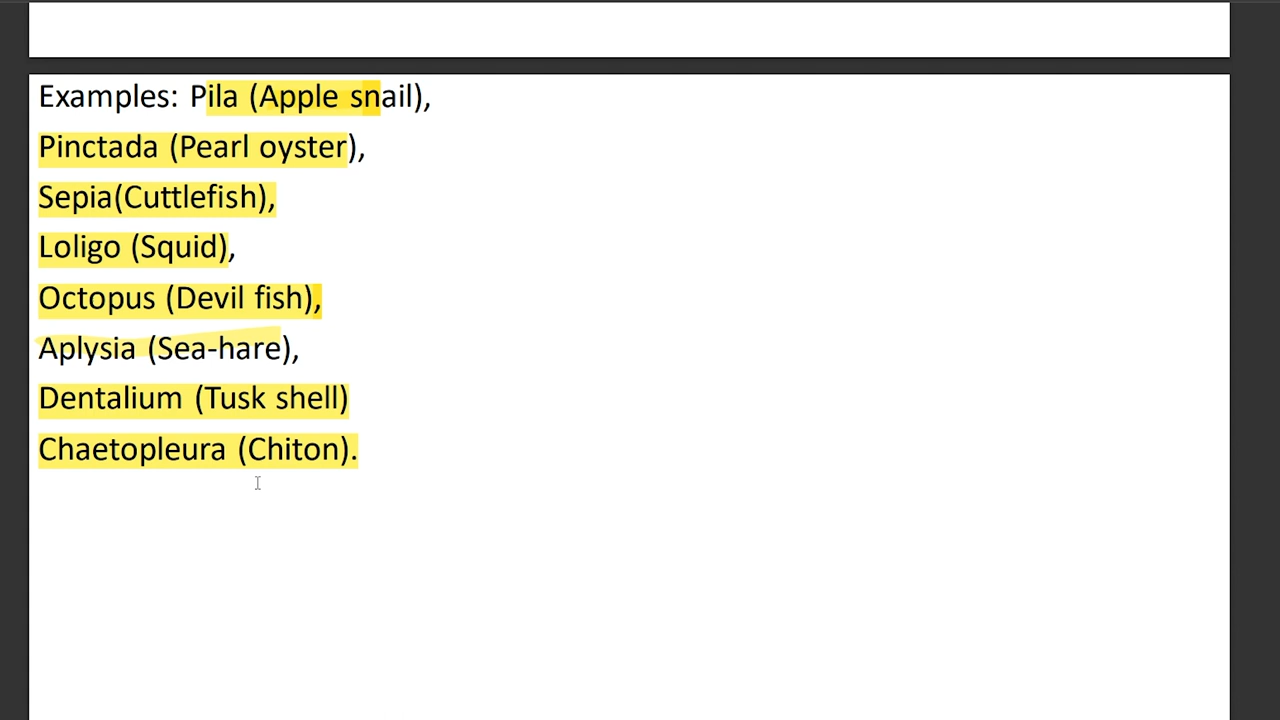 Examples: Pila (Apple snail),
Pinctada (Pearl oyster),
Sepia(Cuttlefish),
Loligo (Squid),
Octopus (Devil fish),
Aplysia (Sea-hare),
Dentalium (Tusk shell)
Chaetopleura (Chiton).